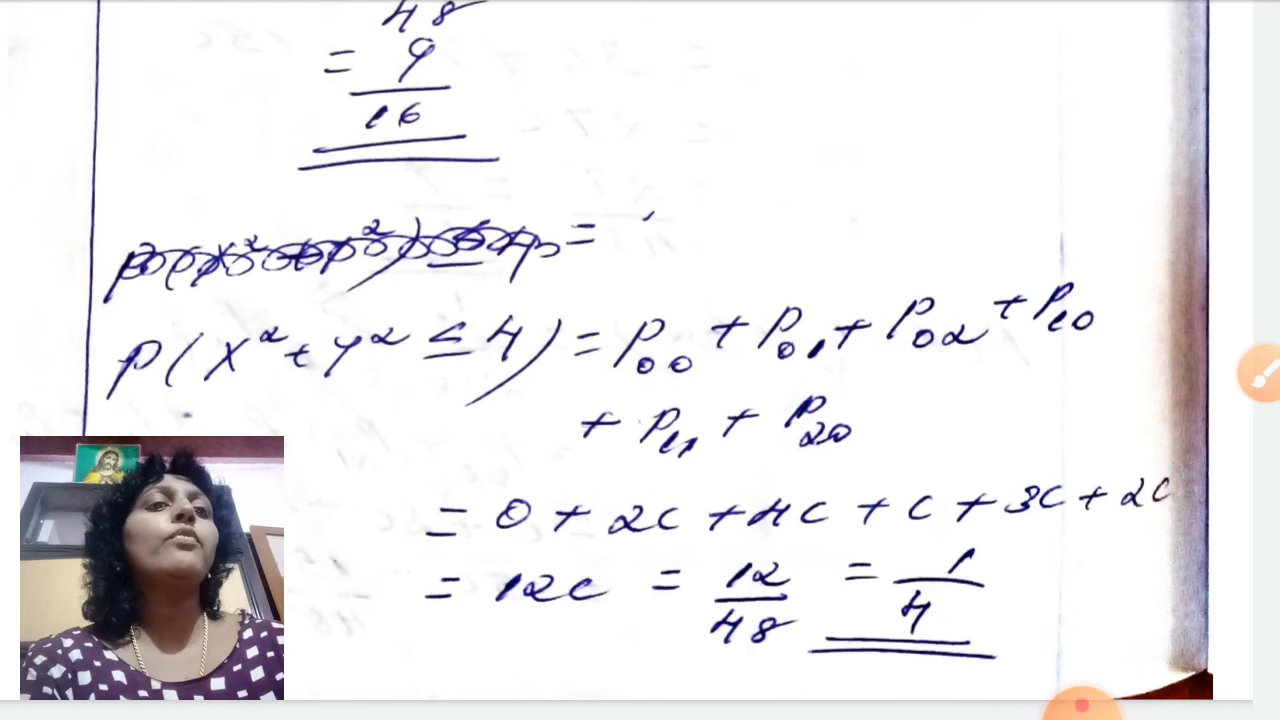 48
= 9
16
=
P(X² + Y² ≤ 4) = P₀₀ + P₀₁ + P₀₂ + P₁₀
+ P₁₁ + P₂₀
= 0 + 2C + 4C + C + 3C + 2C
= 12C = 12/48 = 1/4